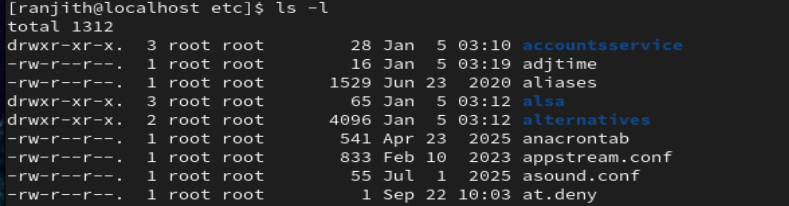 [ranjith@localhost etc]$ ls -l
total 1312
drwxr-xr-x.  3 root root        28 Jan  5 03:10 accountsservice
-rw-r--r--.  1 root root        16 Jan  5 03:19 adjtime
-rw-r--r--.  1 root root      1529 Jun 23  2020 aliases
drwxr-xr-x.  3 root root        65 Jan  5 03:12 alsa
drwxr-xr-x.  2 root root      4096 Jan  5 03:12 alternatives
-rw-r--r--.  1 root root       541 Apr 23  2025 anacrontab
-rw-r--r--.  1 root root       833 Feb 10  2023 appstream.conf
-rw-r--r--.  1 root root        55 Jul  1  2025 asound.conf
-rw-r--r--.  1 root root         1 Sep 22 10:03 at.deny